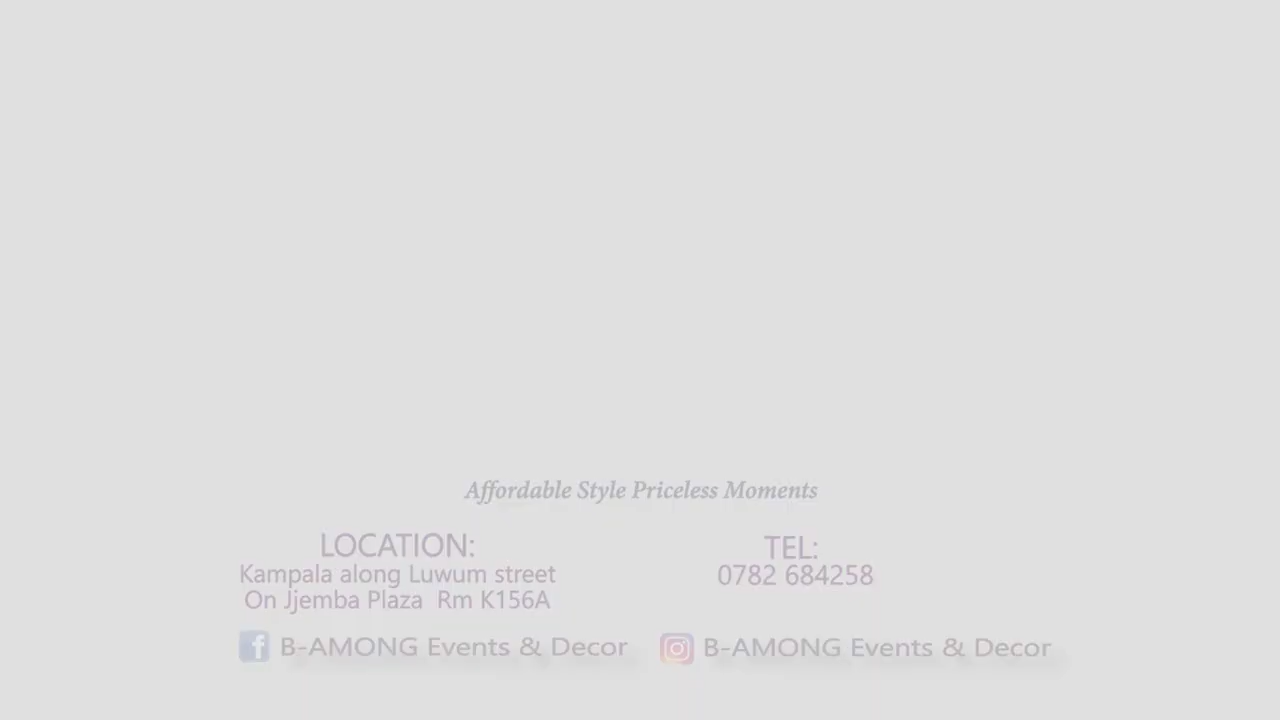 Affordable Style Priceless Moments
LOCATION:
Kampala along Luwum street
On Jjemba Plaza Rm K156A
TEL:
0782 684258
B-AMONG Events & Decor
B-AMONG Events & Decor